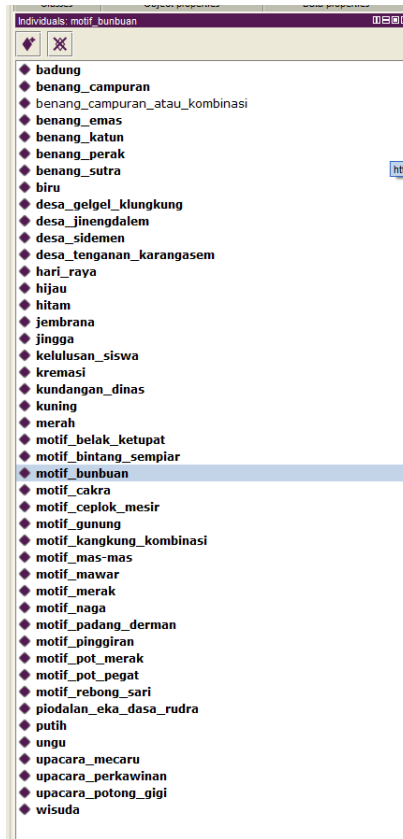 Classes Object properties Data properties
Individuals: motif_bunbuan
badung
benang_campuran
benang_campuran_atau_kombinasi
benang_emas
benang_katun
benang_perak
benang_sutra
biru
desa_gelgel_klungkung
desa_jinengdalem
desa_sidemen
desa_tenganan_karangasem
hari_raya
hijau
hitam
jembrana
jingga
kelulusan_siswa
kremasi
kundangan_dinas
kuning
merah
motif_belak_ketupat
motif_bintang_sempiar
motif_bunbuan
motif_cakra
motif_ceplok_mesir
motif_gunung
motif_kangkung_kombinasi
motif_mas-mas
motif_mawar
motif_merak
motif_naga
motif_padang_derman
motif_pinggiran
motif_pot_merak
motif_pot_pegat
motif_rebong_sari
piodalan_eka_dasa_rudra
putih
ungu
upacara_mecaru
upacara_perkawinan
upacara_potong_gigi
wisuda